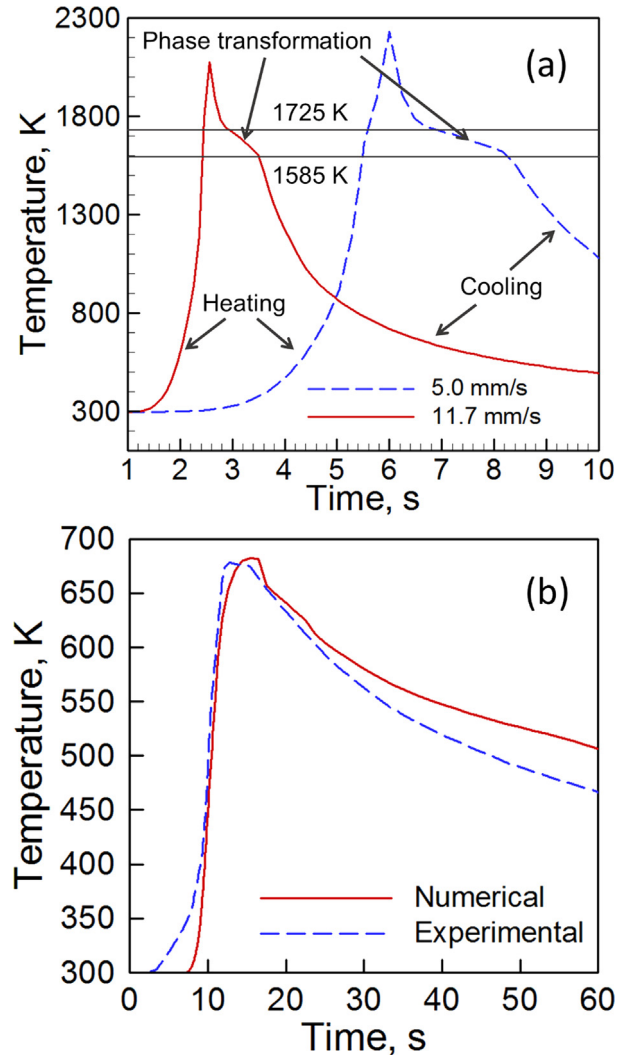 2300
Phase transformation
(a)
1800
1725 K
1585 K
1300
Temperature, K
Cooling
800
Heating
5.0 mm/s
11.7 mm/s
300
1 2 3 4 5 6 7 8 9 10
Time, s
700
(b)
650
600
550
Temperature, K
500
450
400
Numerical
350
Experimental
300
0 10 20 30 40 50 60
Time, s